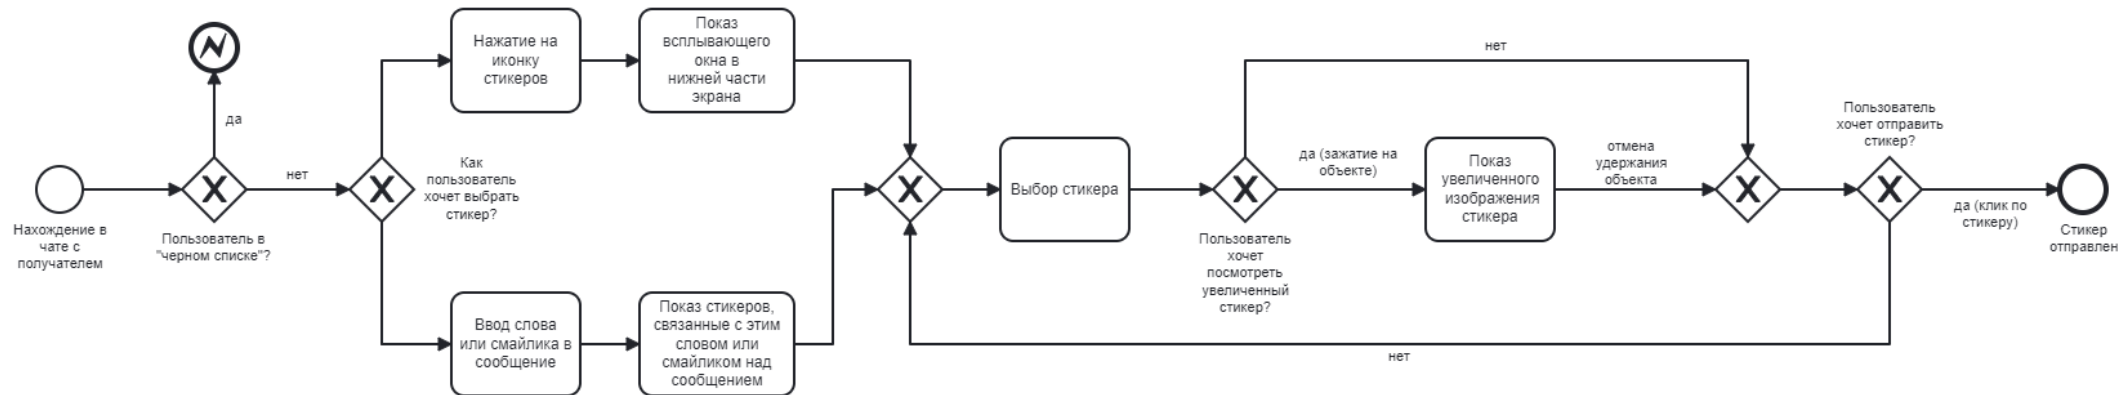 Нахождение в
чате с
получателем
да
Пользователь в
"черном списке"?
нет
Как
пользователь
хочет выбрать
стикер?
Нажатие на
иконку
стикеров
Показ
всплывающего
окна в
нижней части
экрана
Ввод слова
или смайлика в
сообщение
Показ стикеров,
связанные с этим
словом или
смайликом над
сообщением
Выбор стикера
Пользователь
хочет
посмотреть
увеличенный
стикер?
нет
да (зажатие на
объекте)
Показ
увеличенного
изображения
стикера
отмена
удержания
объекта
Пользователь
хочет отправить
стикер?
нет
да (клик по
стикеру)
Стикер
отправлен